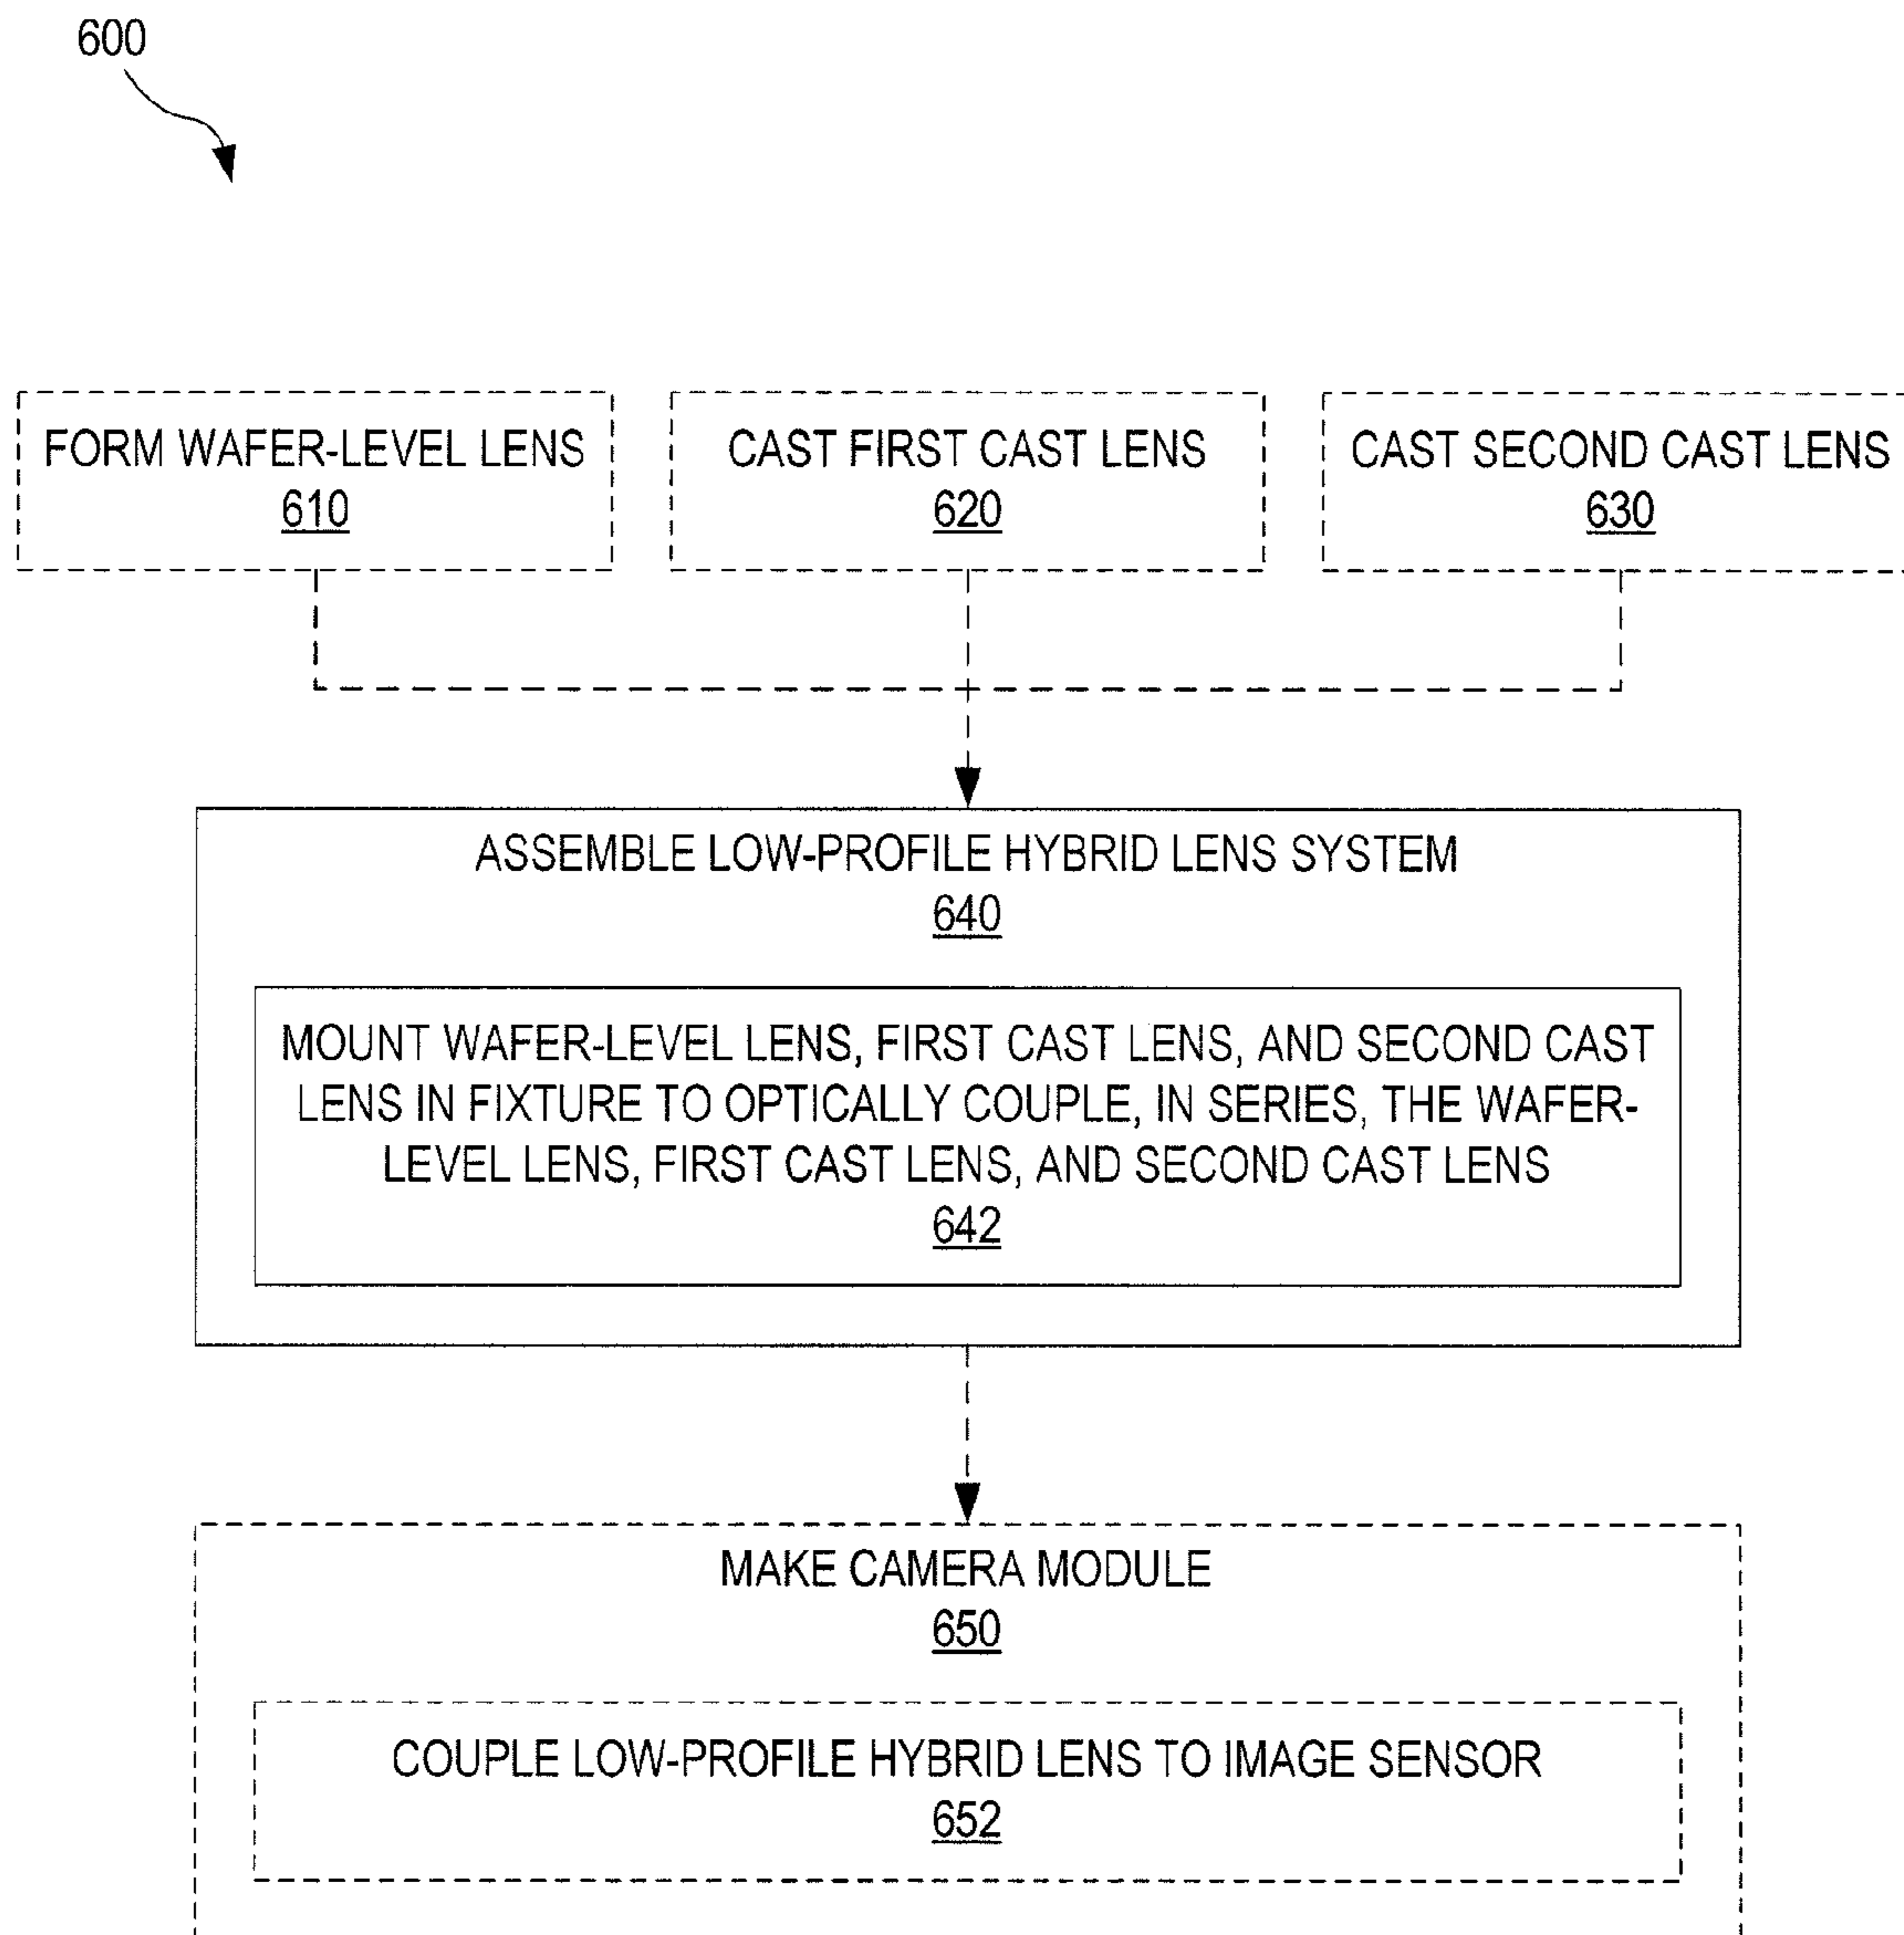 600
FORM WAFER-LEVEL LENS
610
CAST FIRST CAST LENS
620
CAST SECOND CAST LENS
630
ASSEMBLE LOW-PROFILE HYBRID LENS SYSTEM
640
MOUNT WAFER-LEVEL LENS, FIRST CAST LENS, AND SECOND CAST
LENS IN FIXTURE TO OPTICALLY COUPLE, IN SERIES, THE WAFER-
LEVEL LENS, FIRST CAST LENS, AND SECOND CAST LENS
642
MAKE CAMERA MODULE
650
COUPLE LOW-PROFILE HYBRID LENS TO IMAGE SENSOR
652